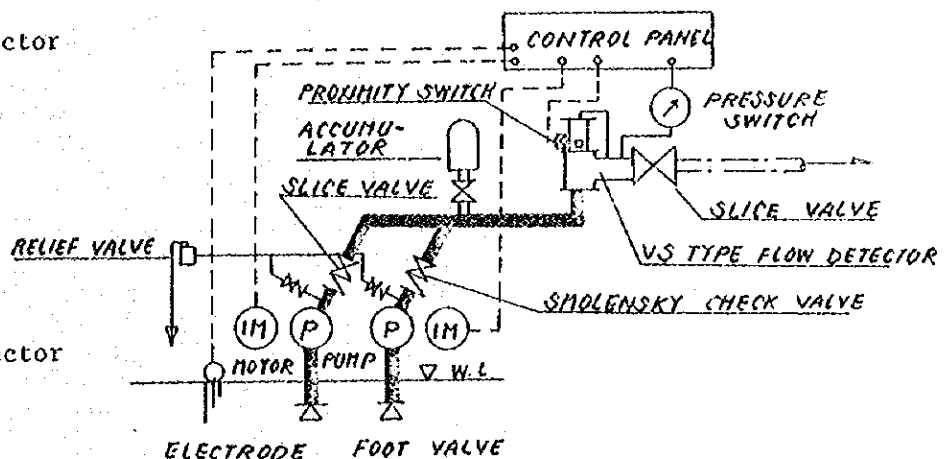 ctor
CONTROL PANEL
PROXIMITY SWITCH
PRESSURE
SWITCH
ACCUMU-
LATOR
SLICE VALVE
SLICE VALVE
RELIEF VALVE
VS TYPE FLOW DETECTOR
SMOLENSKY CHECK VALVE
IM
P
P
IM
ctor
MOTOR
PUMP
W.L
ELECTRODE
FOOT VALVE